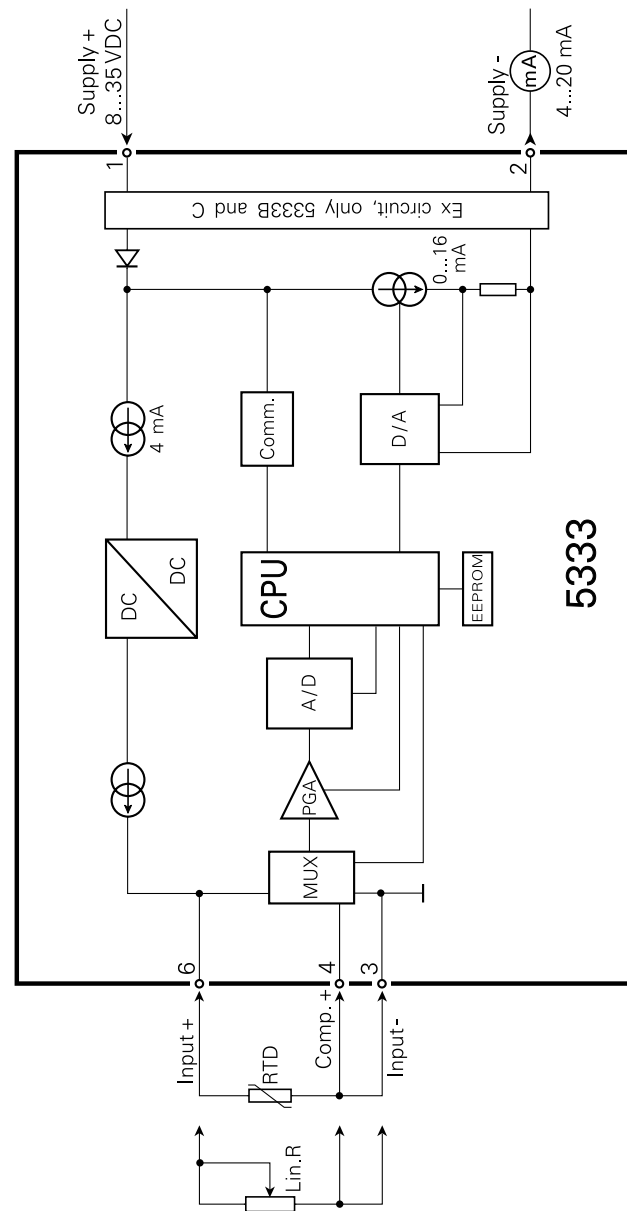 Supply +
8...35 VDC
1
Supply -
mA
4...20 mA
2
Ex circuit, only 5333B and C
0...16
mA
4 mA
Comm.
D/A
DC
DC
CPU
EEPROM
5333
A/D
PGA
MUX
6
4
3
Input +
RTD
Comp. +
Input-
Lin.R